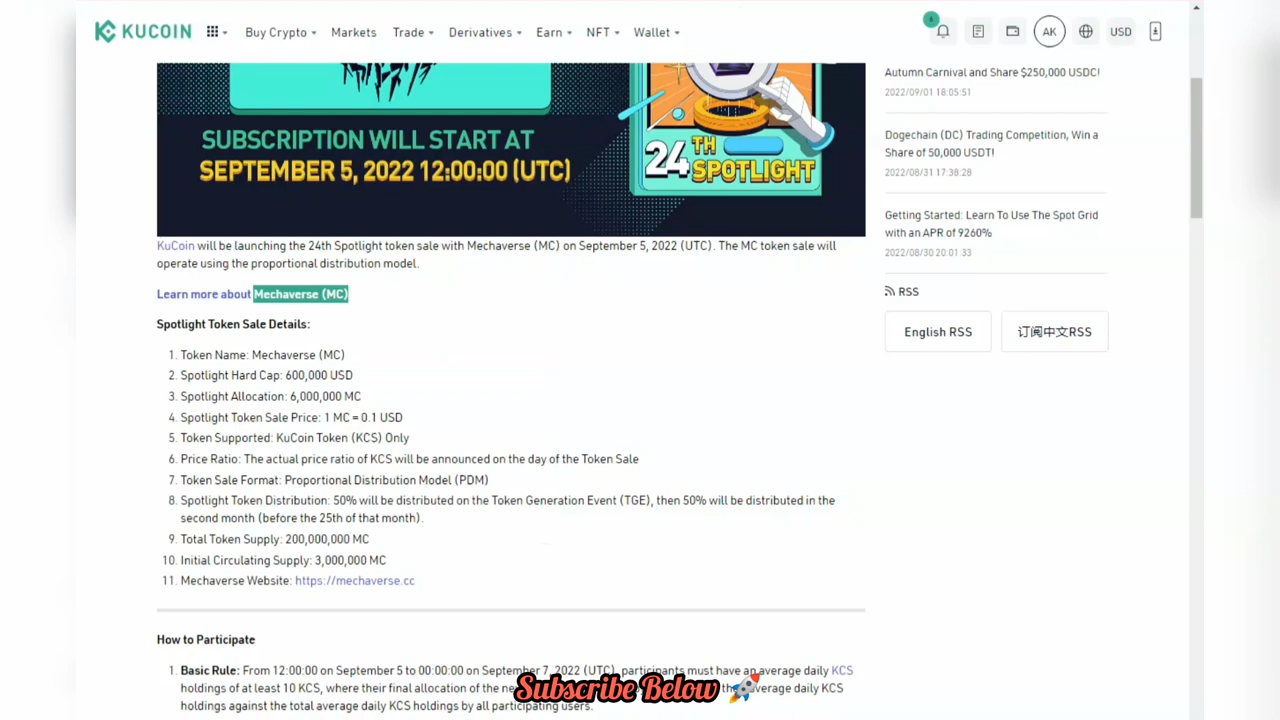 KUCOIN
Buy Crypto
Markets
Trade
Derivatives
Earn
NFT
Wallet
6
AK
USD
SUBSCRIPTION WILL START AT
SEPTEMBER 5, 2022 12:00:00 (UTC)
24TH SPOTLIGHT
KuCoin will be launching the 24th Spotlight token sale with Mechaverse (MC) on September 5, 2022 (UTC). The MC token sale will
operate using the proportional distribution model.
Learn more about Mechaverse (MC)
Spotlight Token Sale Details:
1. Token Name: Mechaverse (MC)
2. Spotlight Hard Cap: 600,000 USD
3. Spotlight Allocation: 6,000,000 MC
4. Spotlight Token Sale Price: 1 MC = 0.1 USD
5. Token Supported: KuCoin Token (KCS) Only
6. Price Ratio: The actual price ratio of KCS will be announced on the day of the Token Sale
7. Token Sale Format: Proportional Distribution Model (PDM)
8. Spotlight Token Distribution: 50% will be distributed on the Token Generation Event (TGE), then 50% will be distributed in the
second month (before the 25th of that month).
9. Total Token Supply: 200,000,000 MC
10. Initial Circulating Supply: 3,000,000 MC
11. Mechaverse Website: https://mechaverse.cc
How to Participate
1. Basic Rule: From 12:00:00 on September 5 to 00:00:00 on September 7, 2022 (UTC), participants must have an average daily KCS
holdings of at least 10 KCS, where their final allocation of the average daily KCS
holdings against the total average daily KCS holdings by all participating users.
Subscribe Below 🚀
Autumn Carnival and Share $250,000 USDC!
2022/09/01 18:05:51
Dogechain (DC) Trading Competition, Win a
Share of 50,000 USDT!
2022/08/31 17:38:28
Getting Started: Learn To Use The Spot Grid
with an APR of 9260%
2022/08/30 20:01:33
RSS
English RSS
订阅中文RSS